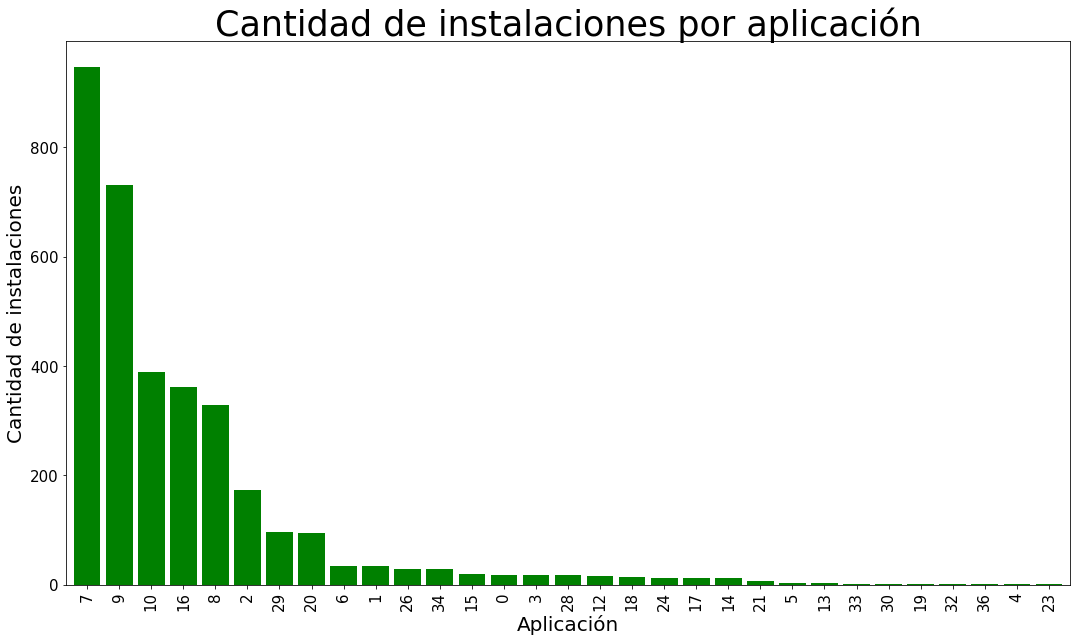 Cantidad de instalaciones por aplicación
Cantidad de instalaciones
800
600
400
200
0
7 9 10 16 8 2 29 20 6 1 26 34 15 0 3 28 12 18 24 17 14 21 5 13 33 30 19 32 36 4 23
Aplicación